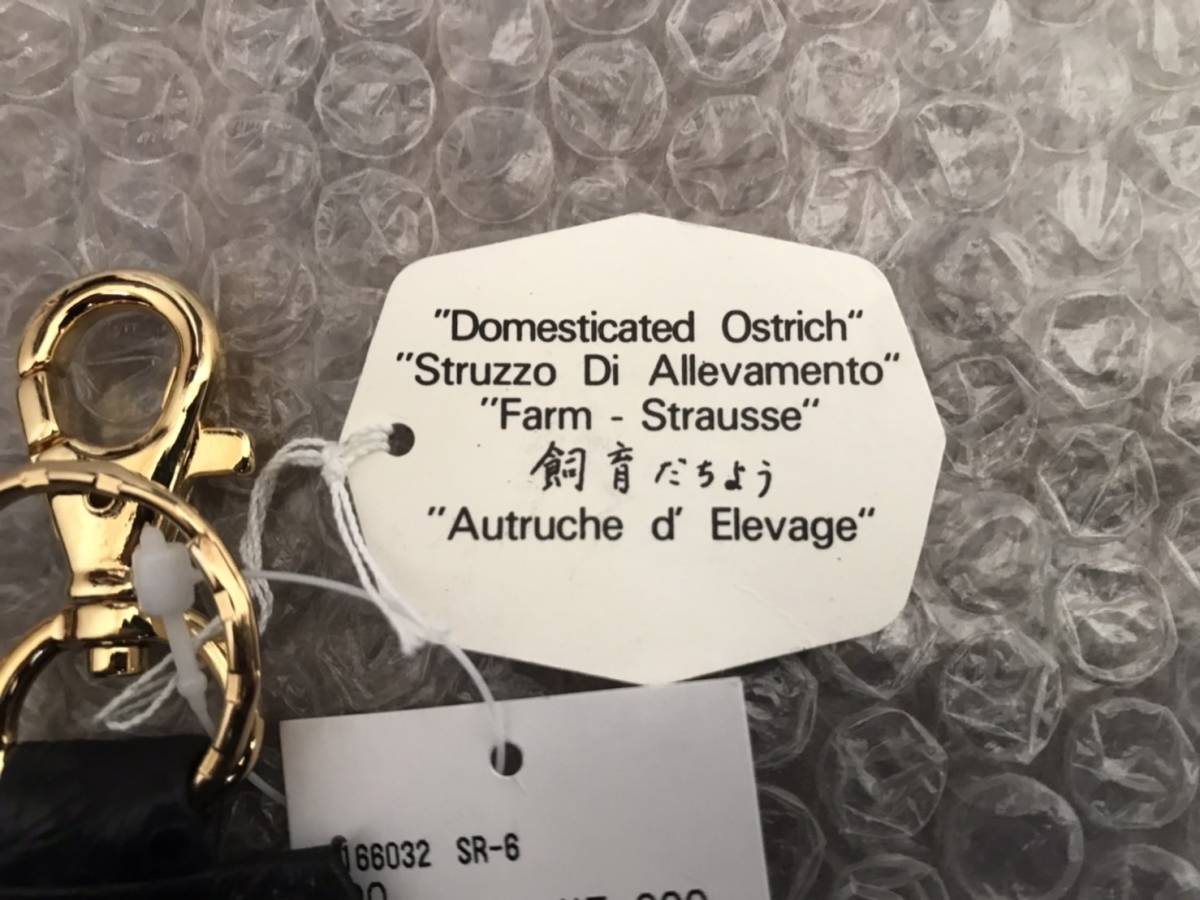 "Domesticated Ostrich"
"Struzzo Di Allevamento"
"Farm - Strausse"
飼育だちょう
"Autruche d' Elevage"
166032 SR-6